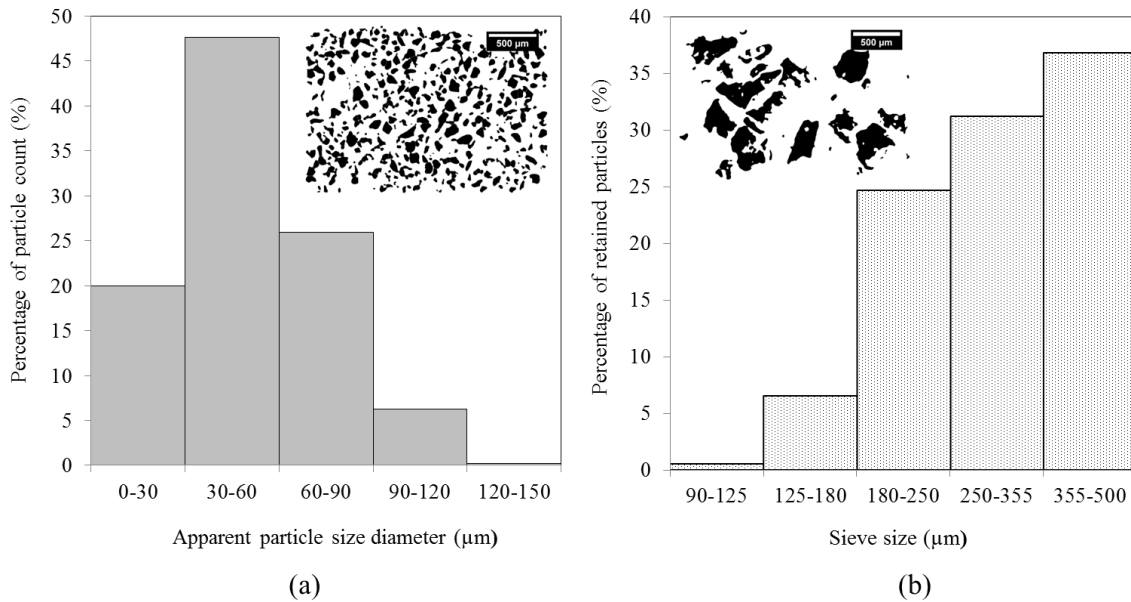 Percentage of particle count (%)
50
45
40
35
30
25
20
15
10
5
0
500 µm
0-30 30-60 60-90 90-120 120-150
Apparent particle size diameter (µm)
(a)
Percentage of retained particles (%)
40
35
30
25
20
15
10
5
0
500 µm
90-125 125-180 180-250 250-355 355-500
Sieve size (µm)
(b)